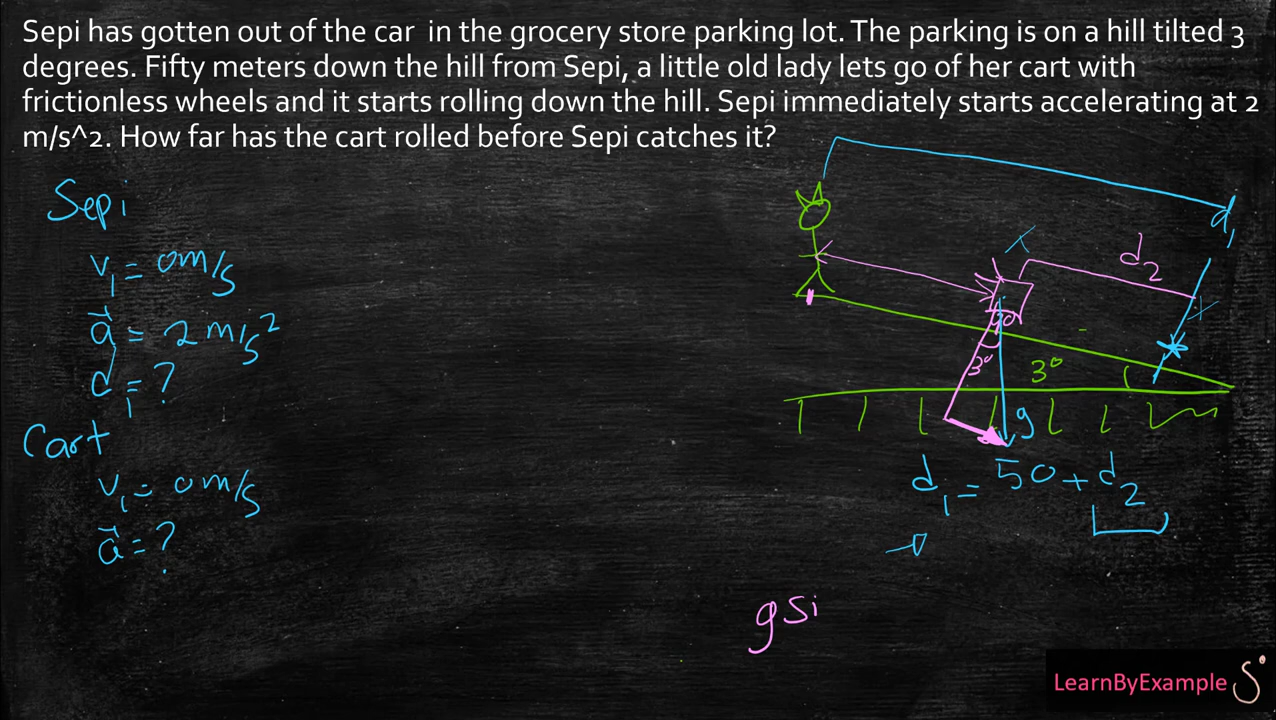 Sepi has gotten out of the car in the grocery store parking lot. The parking is on a hill tilted 3
degrees. Fifty meters down the hill from Sepi, a little old lady lets go of her cart with
frictionless wheels and it starts rolling down the hill. Sepi immediately starts accelerating at 2
m/s^2. How far has the cart rolled before Sepi catches it?
Sepi
v₁ = 0 m/s
a⃗ = 2 m/s²
d₁ = ?
Cart
v₁ = 0 m/s
a⃗ = ?
d₁
d₂
3°
3°
g
d₁ = 50 + d₂
g si
LearnByExample S